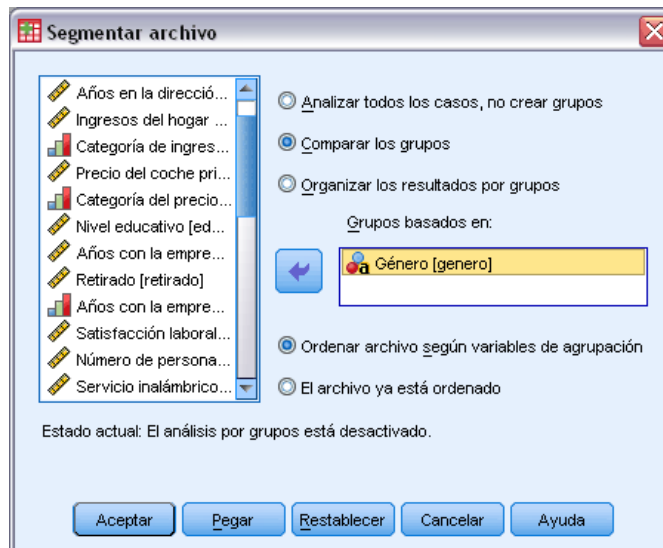 Segmentar archivo
Años en la direcció...
Ingresos del hogar ...
Categoría de ingres...
Precio del coche pri...
Categoría del precio...
Nivel educativo [ed...
Años con la empre...
Retirado [retirado]
Años con la empre...
Satisfacción laboral...
Número de persona...
Servicio inalámbrico...
Analizar todos los casos, no crear grupos
Comparar los grupos
Organizar los resultados por grupos
Grupos basados en:
a Género [genero]
Ordenar archivo según variables de agrupación
El archivo ya está ordenado
Estado actual: El análisis por grupos está desactivado.
Aceptar
Pegar
Restablecer
Cancelar
Ayuda